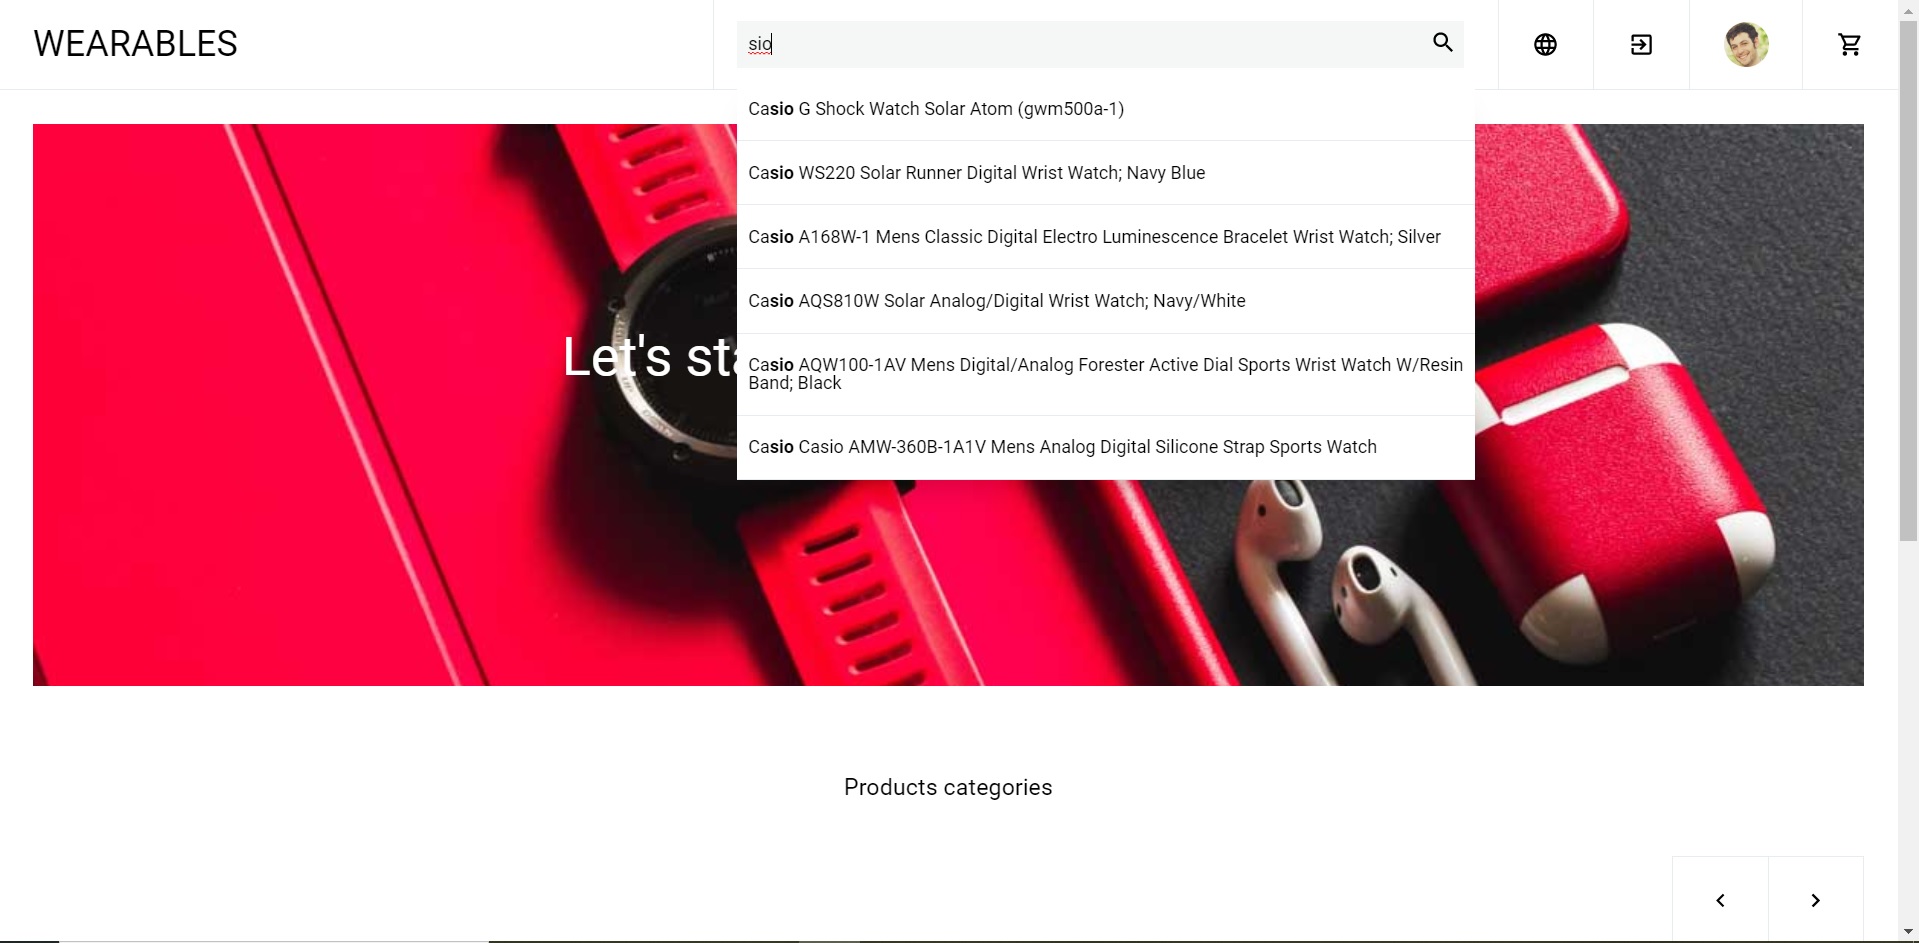 WEARABLES
sio
Casio G Shock Watch Solar Atom (gwm500a-1)
Casio WS220 Solar Runner Digital Wrist Watch; Navy Blue
Casio A168W-1 Mens Classic Digital Electro Luminescence Bracelet Wrist Watch; Silver
Casio AQS810W Solar Analog/Digital Wrist Watch; Navy/White
Casio AQW100-1AV Mens Digital/Analog Forester Active Dial Sports Wrist Watch W/Resin
Band; Black
Casio Casio AMW-360B-1A1V Mens Analog Digital Silicone Strap Sports Watch
Let's sta
Products categories